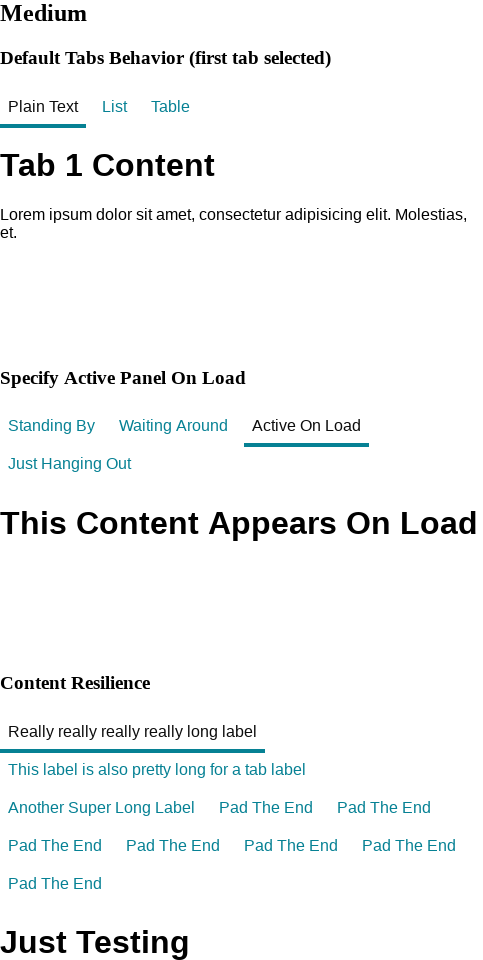 Medium
Default Tabs Behavior (first tab selected)
Plain Text List Table
Tab 1 Content
Lorem ipsum dolor sit amet, consectetur adipisicing elit. Molestias,
et.
Specify Active Panel On Load
Standing By Waiting Around Active On Load
Just Hanging Out
This Content Appears On Load
Content Resilience
Really really really really long label
This label is also pretty long for a tab label
Another Super Long Label Pad The End Pad The End
Pad The End Pad The End Pad The End Pad The End
Pad The End
Just Testing